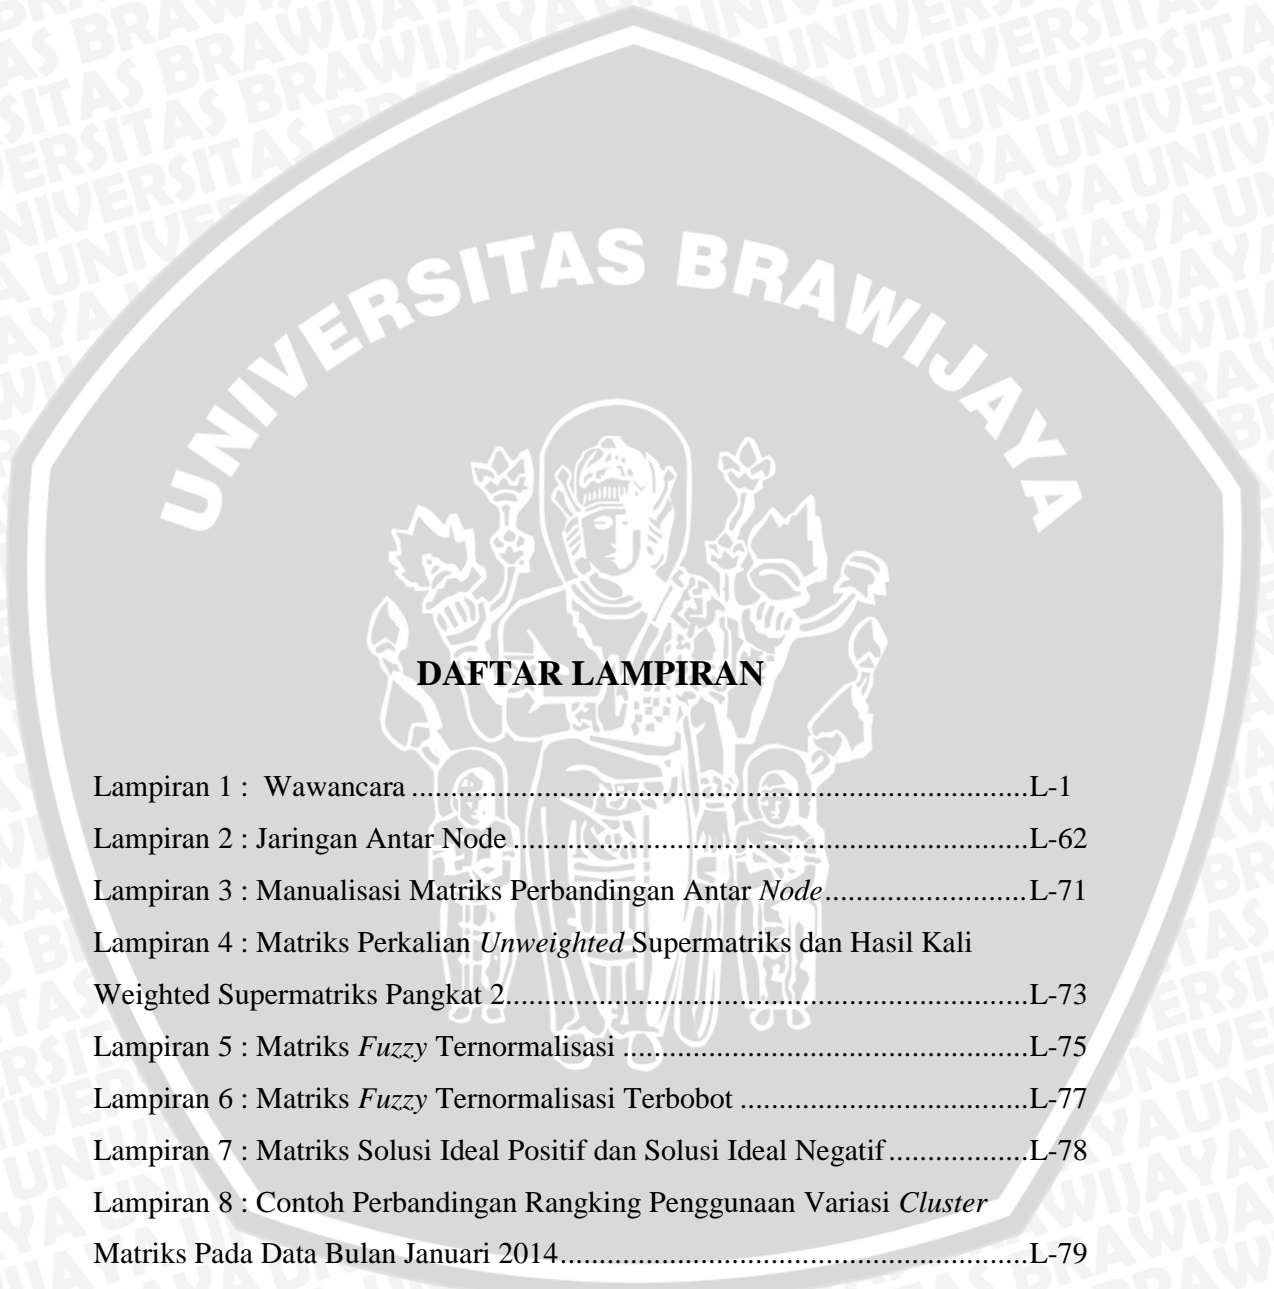 UNIVERSITAS BRAWIJAYA
DAFTAR LAMPIRAN
Lampiran 1 :  Wawancara ............................................................................L-1
Lampiran 2 : Jaringan Antar Node ................................................................L-62
Lampiran 3 : Manualisasi Matriks Perbandingan Antar Node.........................L-71
Lampiran 4 : Matriks Perkalian Unweighted Supermatriks dan Hasil Kali
Weighted Supermatriks Pangkat 2.................................................................L-73
Lampiran 5 : Matriks Fuzzy Ternormalisasi ..................................................L-75
Lampiran 6 : Matriks Fuzzy Ternormalisasi Terbobot ...................................L-77
Lampiran 7 : Matriks Solusi Ideal Positif dan Solusi Ideal Negatif .................L-78
Lampiran 8 : Contoh Perbandingan Rangking Penggunaan Variasi Cluster
Matriks Pada Data Bulan Januari 2014..........................................................L-79